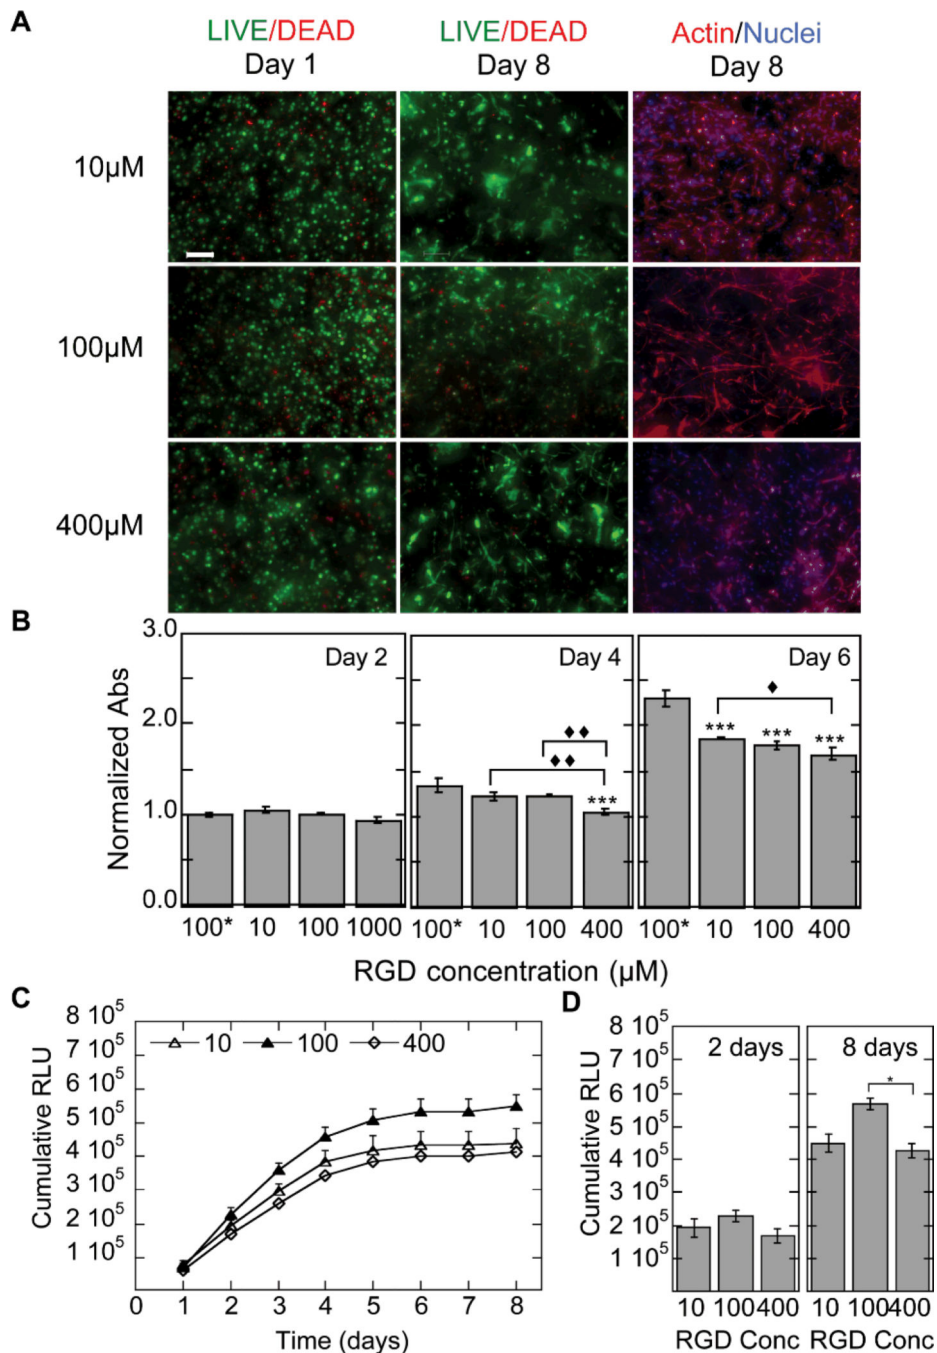 A
LIVE/DEAD LIVE/DEAD Actin/Nuclei
Day 1 Day 8 Day 8
10µM
100µM
400µM
B
Normalized Abs
3.0
2.0
1.0
0.0
Day 2 Day 4 Day 6
♦
♦♦
♦♦
***
*** *** ***
100* 10 100 1000 100* 10 100 400 100* 10 100 400
RGD concentration (µM)
C
Cumulative RLU
8 10⁵
7 10⁵
6 10⁵
5 10⁵
4 10⁵
3 10⁵
2 10⁵
1 10⁵
10 100 400
0 1 2 3 4 5 6 7 8
Time (days)
D
Cumulative RLU
8 10⁵
7 10⁵
6 10⁵
5 10⁵
4 10⁵
3 10⁵
2 10⁵
1 10⁵
2 days 8 days
*
10 100 400 10 100 400
RGD Conc RGD Conc